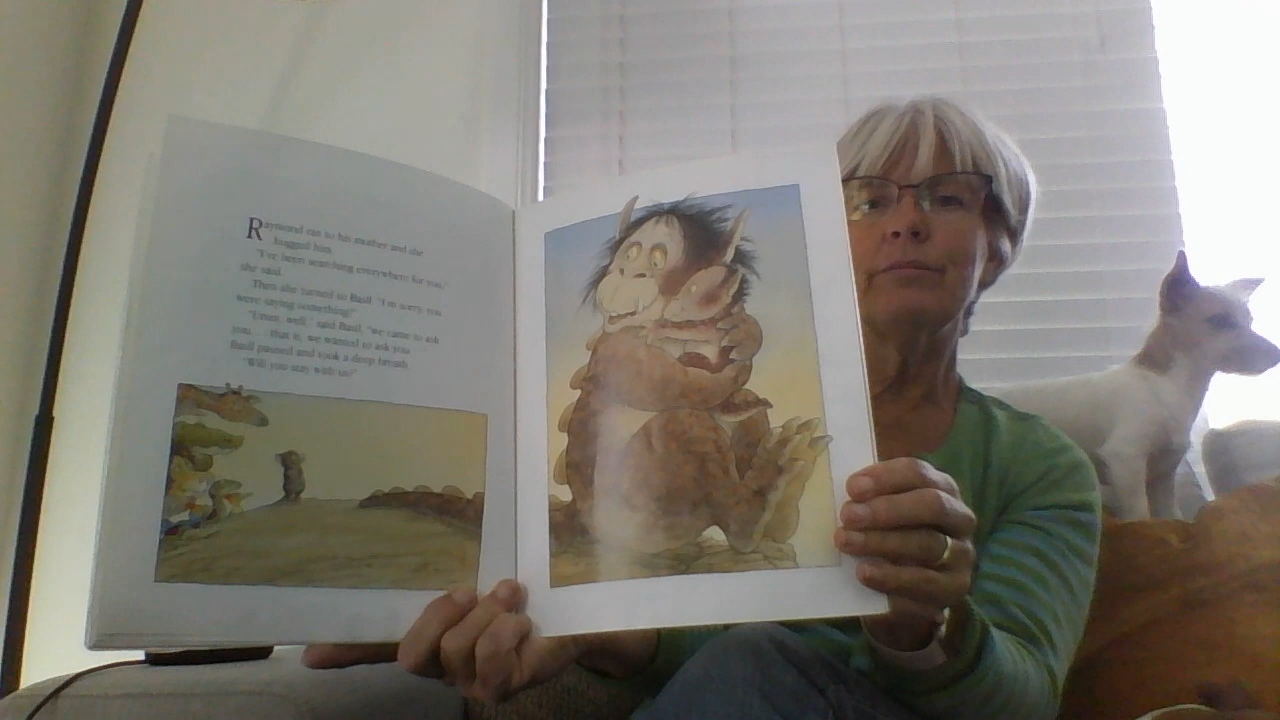 Raymond ran to his mother and she
hugged him.
"I've been searching everywhere for you,"
she said.
Then she turned to Basil. "I'm sorry, you
were saying something?"
"Umm, well," said Basil, "we came to ask
you. . . that is, we wanted to ask you. . ."
Basil paused and took a deep breath.
"Will you stay with us?"